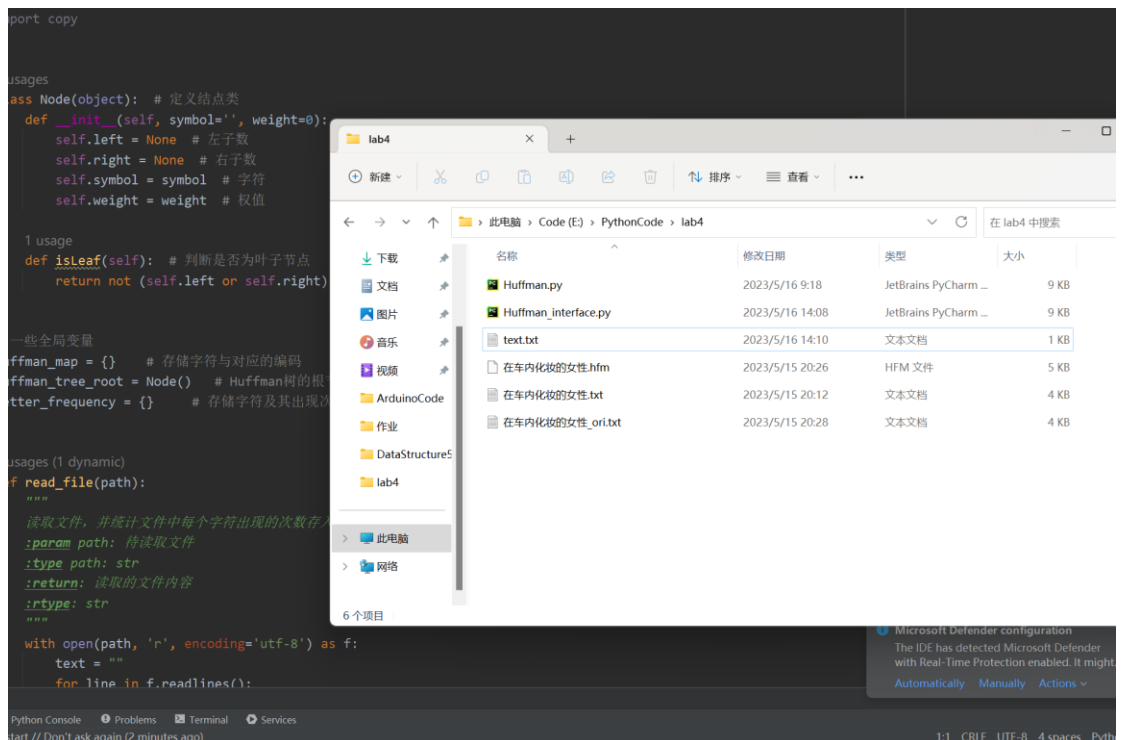 port copy
usages
ass Node(object):  # 定义结点类
def __init__(self, symbol='', weight=0):
self.left = None  # 左子数
self.right = None  # 右子数
self.symbol = symbol  # 字符
self.weight = weight  # 权值
1 usage
def isLeaf(self):  # 判断是否为叶子节点
return not (self.left or self.right)
一些全局变量
ffman_map = {}    # 存储字符与对应的编码
ffman_tree_root = Node()   # Huffman树的根
tter_frequency = {}     # 存储字符及其出现次
usages (1 dynamic)
f read_file(path):
"""
读取文件，并统计文件中每个字符出现的次数存入
:param path: 待读取文件
:type path: str
:return: 读取的文件内容
:rtype: str
"""
with open(path, 'r', encoding='utf-8') as f:
text = ""
for line in f.readlines():
lab4
新建
排序
查看
此电脑 › Code (E:) › PythonCode › lab4
在 lab4 中搜索
下载
文档
图片
音乐
视频
ArduinoCode
作业
DataStructure5
lab4
此电脑
网络
名称 修改日期 类型 大小
Huffman.py 2023/5/16 9:18 JetBrains PyCharm ... 9 KB
Huffman_interface.py 2023/5/16 14:08 JetBrains PyCharm ... 9 KB
text.txt 2023/5/16 14:10 文本文档 1 KB
在车内化妆的女性.hfm 2023/5/15 20:26 HFM 文件 5 KB
在车内化妆的女性.txt 2023/5/15 20:12 文本文档 4 KB
在车内化妆的女性_ori.txt 2023/5/15 20:28 文本文档 4 KB
6 个项目
Microsoft Defender configuration
The IDE has detected Microsoft Defender
with Real-Time Protection enabled. It might
Automatically Manually Actions
Python Console Problems Terminal Services
start // Don't ask again (2 minutes ago)
1:1 CRLF UTF-8 4 spaces Pyth